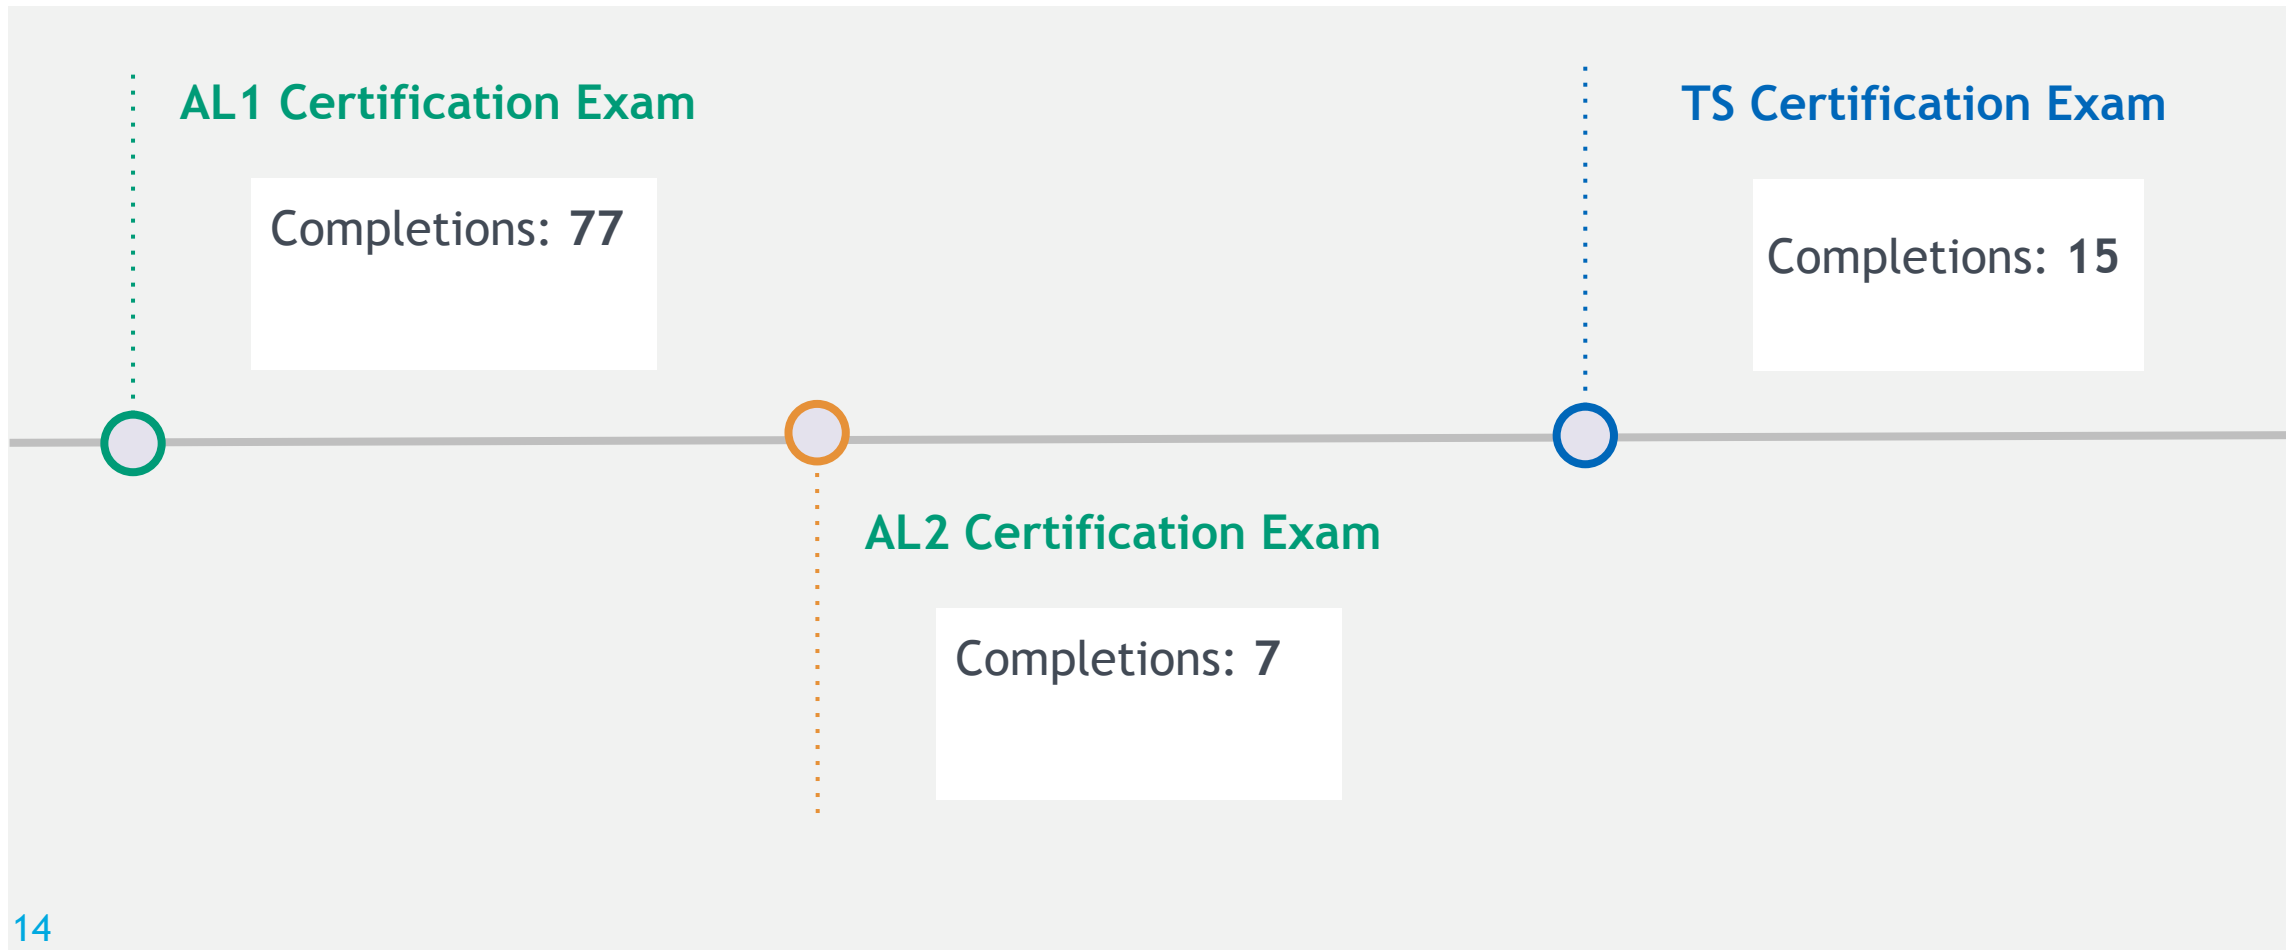 AL1 Certification Exam
Completions: 77
AL2 Certification Exam
Completions: 7
TS Certification Exam
Completions: 15
14